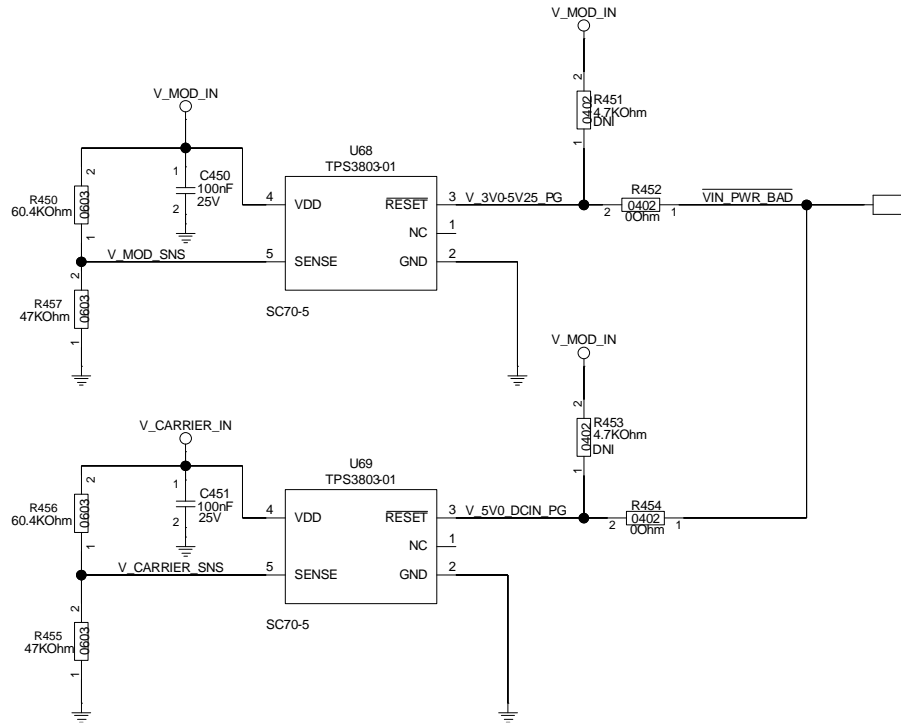 V_MOD_IN
V_MOD_IN
2
R451
0402
4.7KOhm
DNI
1
2
R450
60.4KOhm
0603
1
1
C450
100nF
25V
2
U68
TPS3803-01
4
VDD
RESET
3
V_3V0-5V25_PG
NC
1
V_MOD_SNS
5
SENSE
GND
2
SC70-5
R452
2
0402
1
0Ohm
VIN_PWR_BAD
2
R457
47KOhm
0603
1
V_MOD_IN
2
R453
0402
4.7KOhm
DNI
1
V_CARRIER_IN
2
R456
60.4KOhm
0603
1
1
C451
100nF
25V
2
U69
TPS3803-01
4
VDD
RESET
3
V_5V0_DCIN_PG
NC
1
V_CARRIER_SNS
5
SENSE
GND
2
SC70-5
R454
2
0402
1
0Ohm
2
R455
47KOhm
0603
1